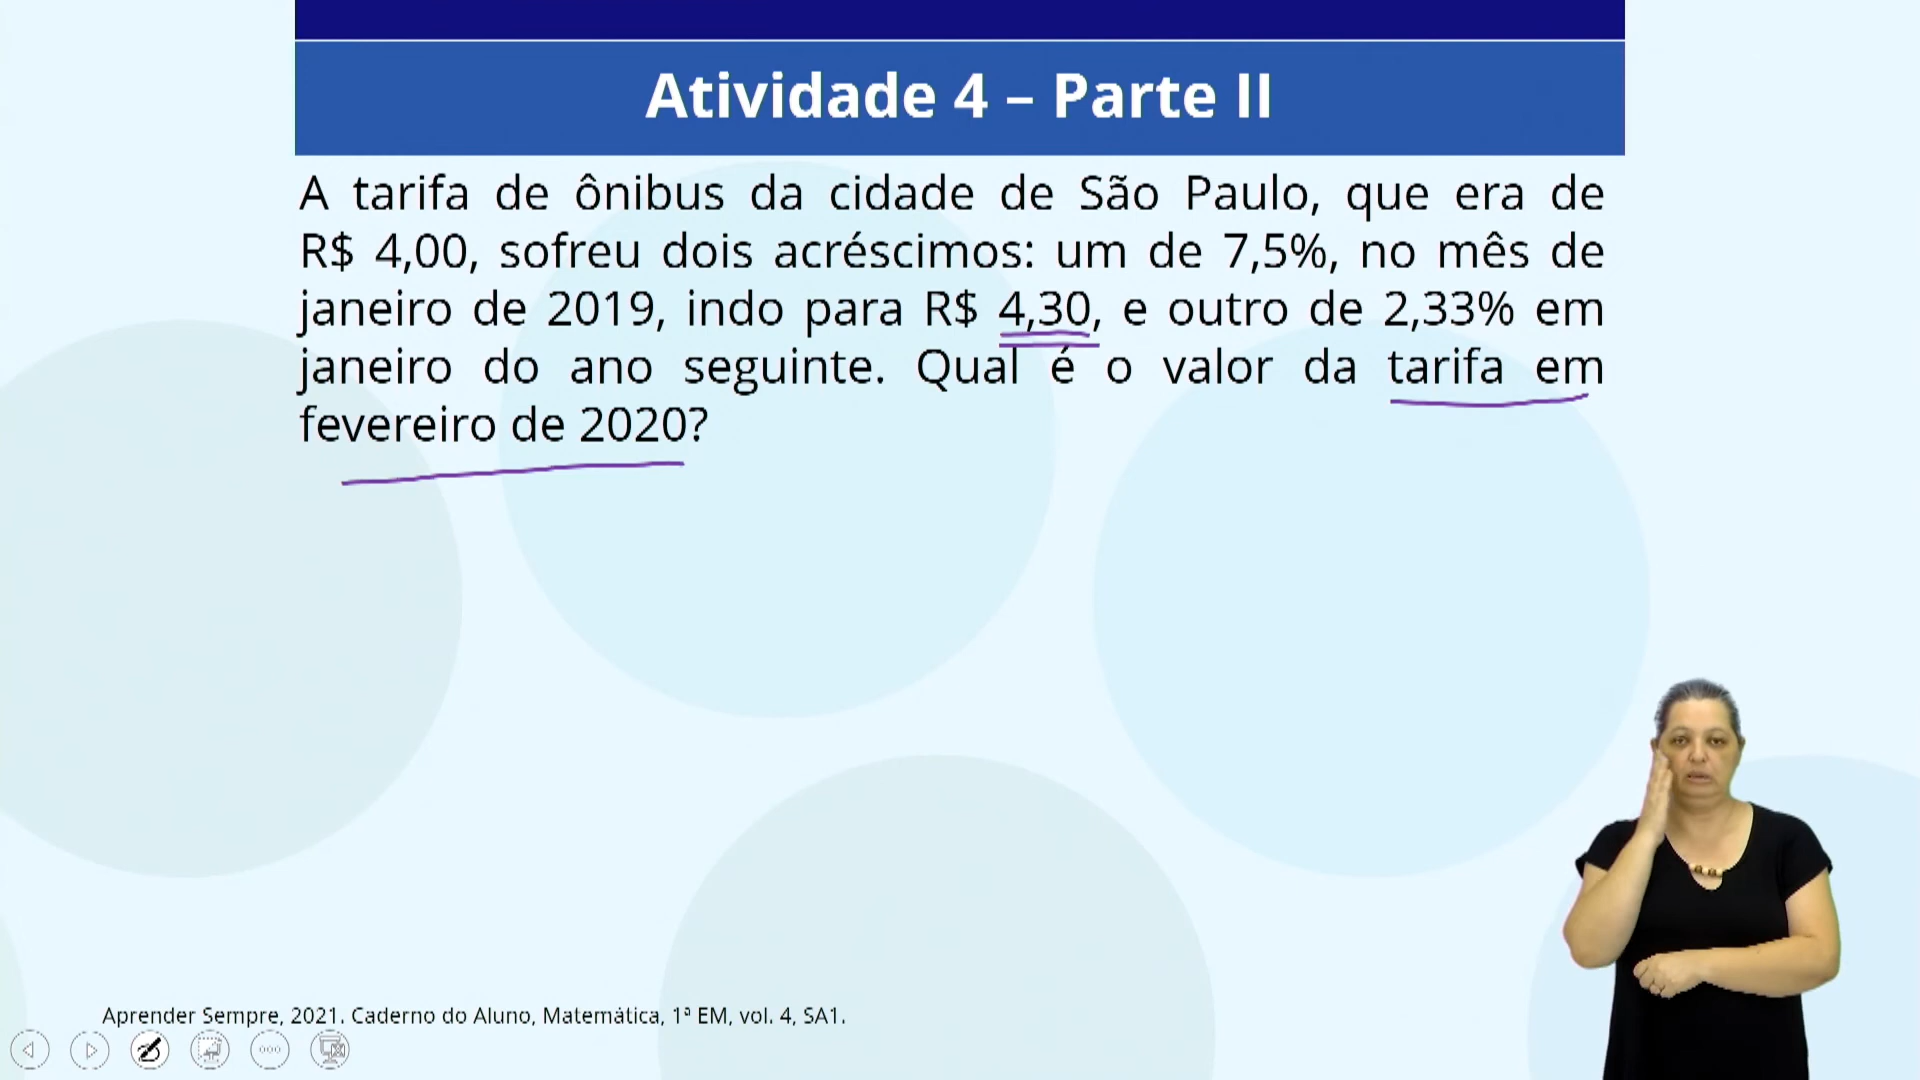 Atividade 4 – Parte II
A tarifa de ônibus da cidade de São Paulo, que era de
R$ 4,00, sofreu dois acréscimos: um de 7,5%, no mês de
janeiro de 2019, indo para R$ 4,30, e outro de 2,33% em
janeiro do ano seguinte. Qual é o valor da tarifa em
fevereiro de 2020?
Aprender Sempre, 2021. Caderno do Aluno, Matemática, 1ª EM, vol. 4, SA1.